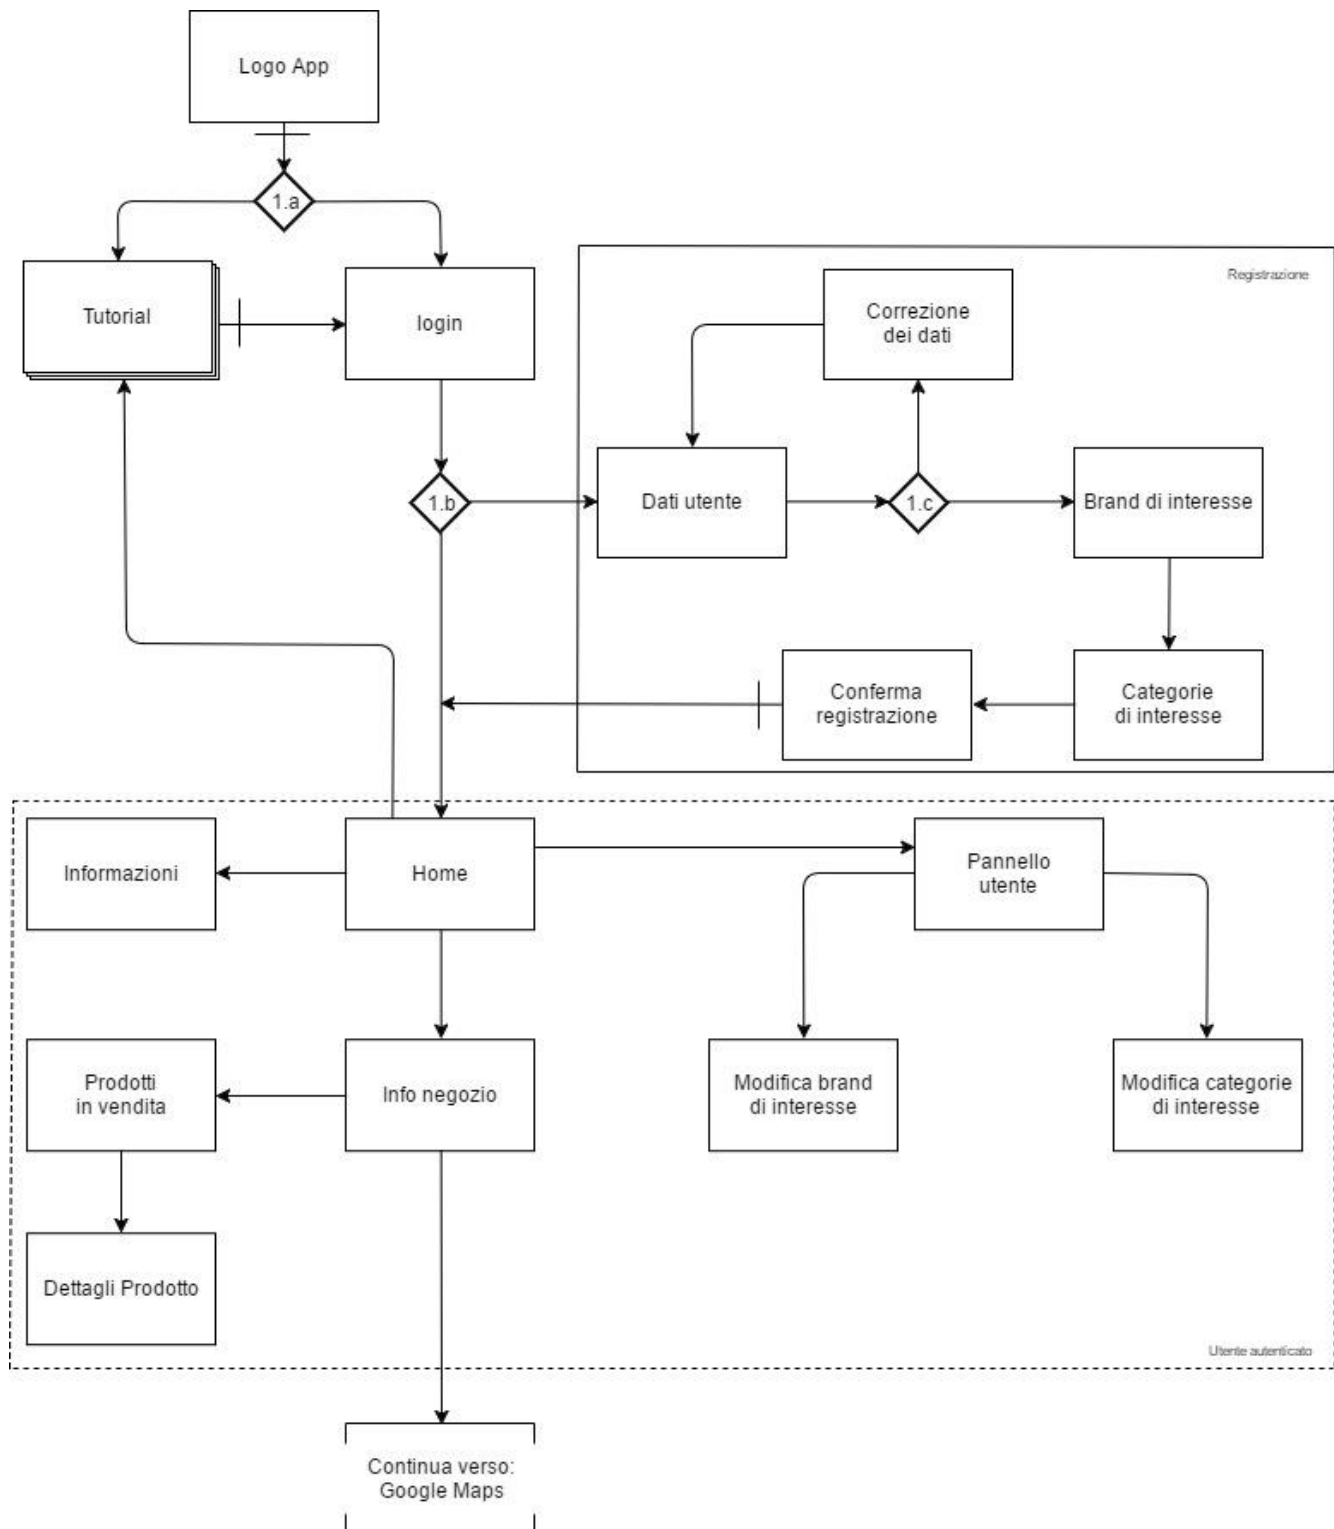 Logo App
1.a
Tutorial
login
Registrazione
Correzione
dei dati
1.b
Dati utente
1.c
Brand di interesse
Conferma
registrazione
Categorie
di interesse
Informazioni
Home
Pannello
utente
Prodotti
in vendita
Info negozio
Modifica brand
di interesse
Modifica categorie
di interesse
Dettagli Prodotto
Utente autenticato
Continua verso:
Google Maps